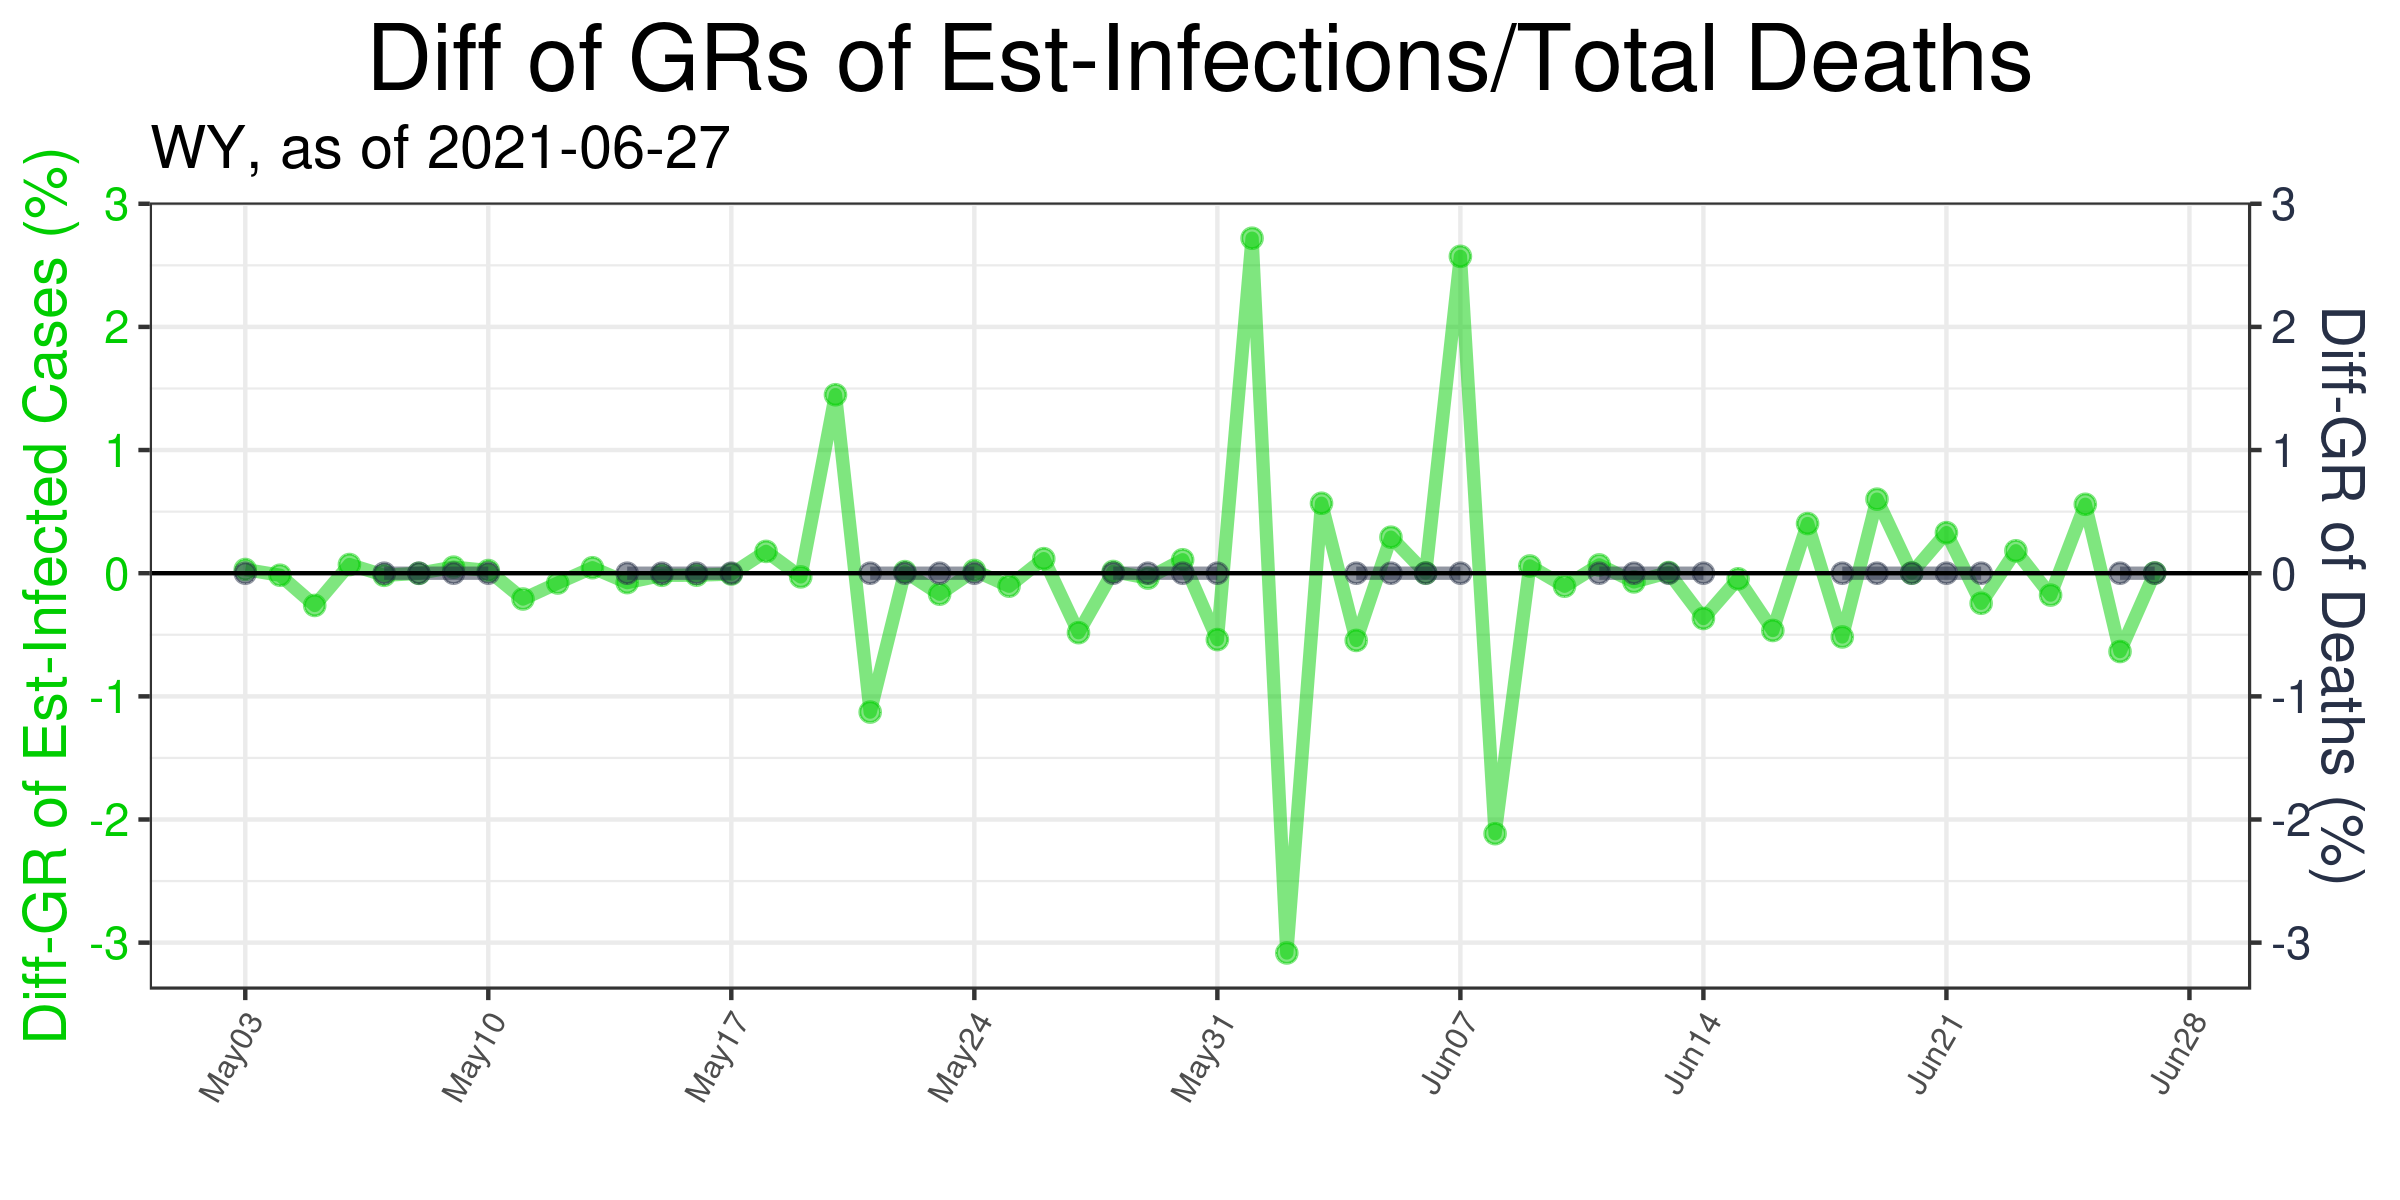 Diff of GRs of Est-Infections/Total Deaths
WY, as of 2021-06-27
Diff-GR of Est-Infected Cases (%)
3
2
1
0
-1
-2
-3
3
2
1
0
-1
-2
-3
Diff-GR of Deaths (%)
May03
May10
May17
May24
May31
Jun07
Jun14
Jun21
Jun28